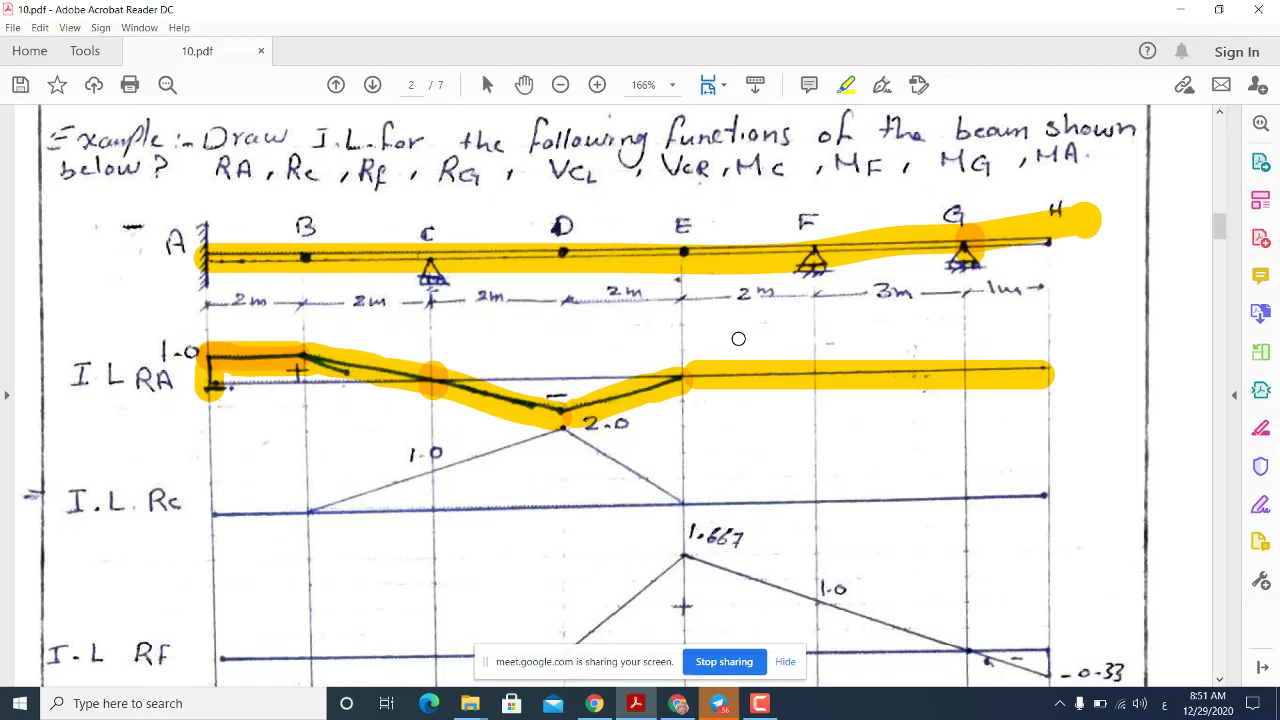 10.pdf - Adobe Acrobat Reader DC
File Edit View Sign Window Help
Home Tools 10.pdf × Sign In
2 / 7 166%
Example:- Draw I.L. for the following functions of the beam shown
below? RA, Rc, Rf, RG, VCL, VCR, Mc, MF, MG, MA.
A B C D E F G H
2m 2m 2m 2m 2m 3m 1m
1.0
I.L RA + -
2.0
1.0
= I.L. Rc
1.667
1.0
+
I.L RF - -0.33
meet.google.com is sharing your screen. Stop sharing Hide
Type here to search
56
8:51 AM
12/29/2020